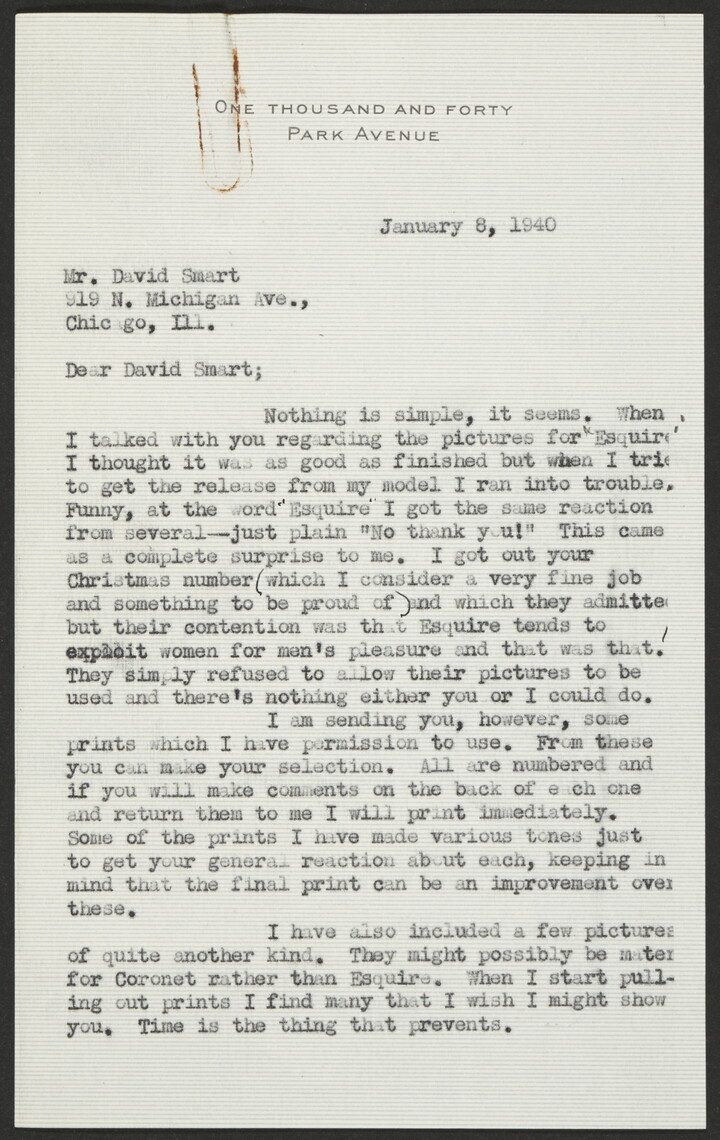 ONE THOUSAND AND FORTY
PARK AVENUE
January 8, 1940
Mr. David Smart
919 N. Michigan Ave.,
Chicago, Ill.
Dear David Smart;
Nothing is simple, it seems. When
I talked with you regarding the pictures for "Esquire"
I thought it was as good as finished but when I trie
to get the release from my model I ran into trouble.
Funny, at the word "Esquire" I got the same reaction
from several--just plain "No thank you!" This came
as a complete surprise to me. I got out your
Christmas number (which I consider a very fine job
and something to be proud of) and which they admitte
but their contention was that Esquire tends to
exploit women for men's pleasure and that was that!
They simply refused to allow their pictures to be
used and there's nothing either you or I could do.
I am sending you, however, some
prints which I have permission to use. From these
you can make your selection. All are numbered and
if you will make comments on the back of each one
and return them to me I will print immediately.
Some of the prints I have made various tones just
to get your general reaction about each, keeping in
mind that the final print can be an improvement over
these.
I have also included a few pictures
of quite another kind. They might possibly be mater
for Coronet rather than Esquire. When I start pull-
ing out prints I find many that I wish I might show
you. Time is the thing that prevents.